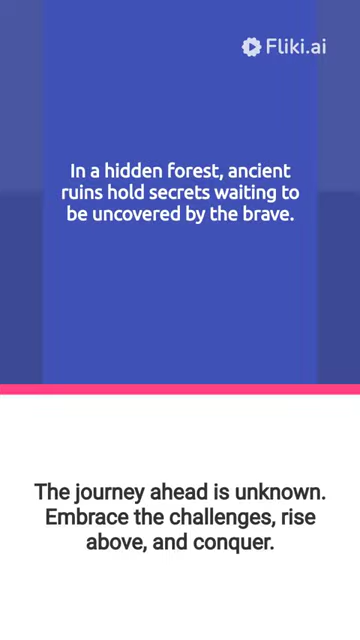 Fliki.ai
In a hidden forest, ancient
ruins hold secrets waiting to
be uncovered by the brave.
The journey ahead is unknown.
Embrace the challenges, rise
above, and conquer.